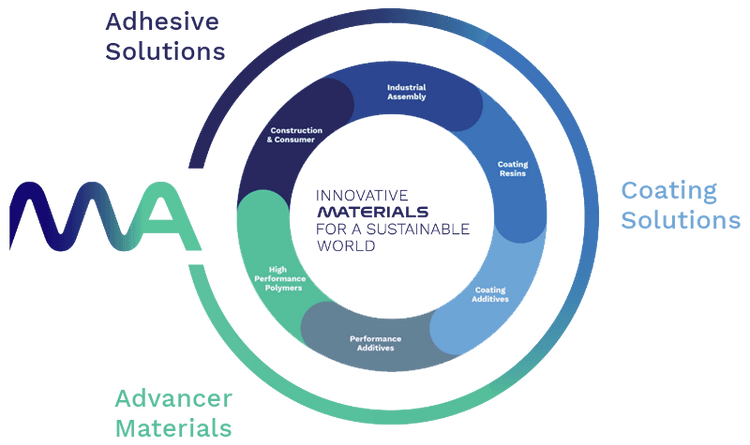 Adhesive
Solutions
Industrial
Assembly
Construction
& Consumer
Coating
Resins
INNOVATIVE
MATERIALS
FOR A SUSTAINABLE
WORLD
Coating
Solutions
MA
High
Performance
Polymers
Coating
Additives
Performance
Additives
Advancer
Materials